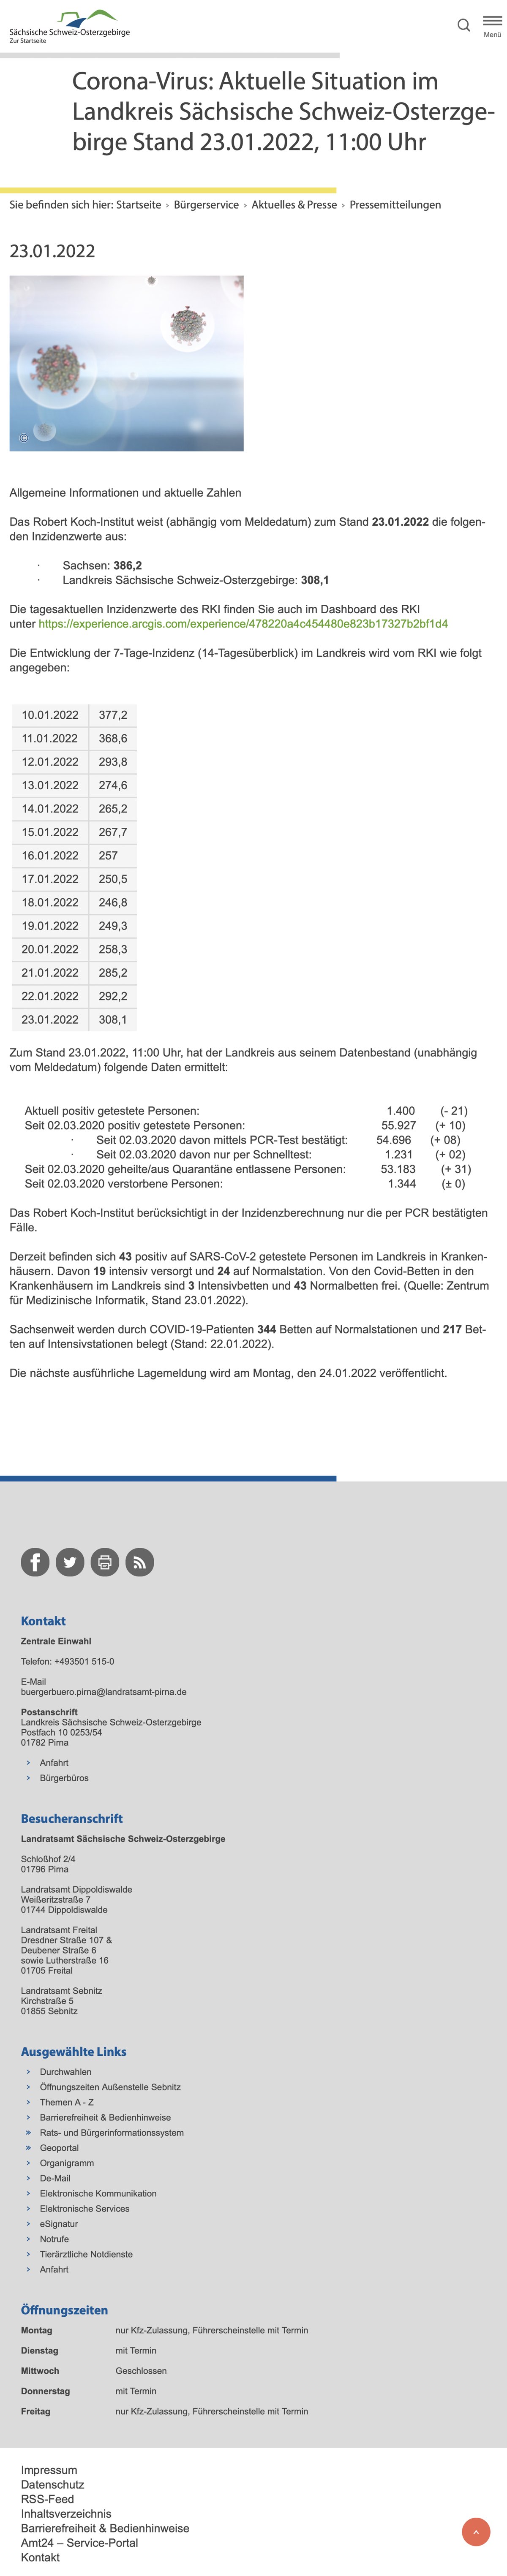 Sächsische Schweiz-Osterzgebirge
Zur Startseite
Menü
Corona-Virus: Aktuelle Situation im
Landkreis Sächsische Schweiz-Osterzge-
birge Stand 23.01.2022, 11:00 Uhr
Sie befinden sich hier: Startseite › Bürgerservice › Aktuelles & Presse › Pressemitteilungen
23.01.2022
©
Allgemeine Informationen und aktuelle Zahlen
Das Robert Koch-Institut weist (abhängig vom Meldedatum) zum Stand 23.01.2022 die folgen-
den Inzidenzwerte aus:
· Sachsen: 386,2
· Landkreis Sächsische Schweiz-Osterzgebirge: 308,1
Die tagesaktuellen Inzidenzwerte des RKI finden Sie auch im Dashboard des RKI
unter https://experience.arcgis.com/experience/478220a4c454480e823b17327b2bf1d4
Die Entwicklung der 7-Tage-Inzidenz (14-Tagesüberblick) im Landkreis wird vom RKI wie folgt
angegeben:
10.01.2022 377,2
11.01.2022 368,6
12.01.2022 293,8
13.01.2022 274,6
14.01.2022 265,2
15.01.2022 267,7
16.01.2022 257
17.01.2022 250,5
18.01.2022 246,8
19.01.2022 249,3
20.01.2022 258,3
21.01.2022 285,2
22.01.2022 292,2
23.01.2022 308,1
Zum Stand 23.01.2022, 11:00 Uhr, hat der Landkreis aus seinem Datenbestand (unabhängig
vom Meldedatum) folgende Daten ermittelt:
Aktuell positiv getestete Personen: 1.400 (- 21)
Seit 02.03.2020 positiv getestete Personen: 55.927 (+ 10)
· Seit 02.03.2020 davon mittels PCR-Test bestätigt: 54.696 (+ 08)
· Seit 02.03.2020 davon nur per Schnelltest: 1.231 (+ 02)
Seit 02.03.2020 geheilte/aus Quarantäne entlassene Personen: 53.183 (+ 31)
Seit 02.03.2020 verstorbene Personen: 1.344 (± 0)
Das Robert Koch-Institut berücksichtigt in der Inzidenzberechnung nur die per PCR bestätigten
Fälle.
Derzeit befinden sich 43 positiv auf SARS-CoV-2 getestete Personen im Landkreis in Kranken-
häusern. Davon 19 intensiv versorgt und 24 auf Normalstation. Von den Covid-Betten in den
Krankenhäusern im Landkreis sind 3 Intensivbetten und 43 Normalbetten frei. (Quelle: Zentrum
für Medizinische Informatik, Stand 23.01.2022).
Sachsenweit werden durch COVID-19-Patienten 344 Betten auf Normalstationen und 217 Bet-
ten auf Intensivstationen belegt (Stand: 22.01.2022).
Die nächste ausführliche Lagemeldung wird am Montag, den 24.01.2022 veröffentlicht.
Kontakt
Zentrale Einwahl
Telefon: +493501 515-0
E-Mail
buergerbuero.pirna@landratsamt-pirna.de
Postanschrift
Landkreis Sächsische Schweiz-Osterzgebirge
Postfach 10 0253/54
01782 Pirna
› Anfahrt
› Bürgerbüros
Besucheranschrift
Landratsamt Sächsische Schweiz-Osterzgebirge
Schloßhof 2/4
01796 Pirna
Landratsamt Dippoldiswalde
Weißeritzstraße 7
01744 Dippoldiswalde
Landratsamt Freital
Dresdner Straße 107 &
Deubener Straße 6
sowie Lutherstraße 16
01705 Freital
Landratsamt Sebnitz
Kirchstraße 5
01855 Sebnitz
Ausgewählte Links
› Durchwahlen
› Öffnungszeiten Außenstelle Sebnitz
› Themen A - Z
› Barrierefreiheit & Bedienhinweise
» Rats- und Bürgerinformationssystem
» Geoportal
› Organigramm
› De-Mail
› Elektronische Kommunikation
› Elektronische Services
› eSignatur
› Notrufe
› Tierärztliche Notdienste
› Anfahrt
Öffnungszeiten
Montag nur Kfz-Zulassung, Führerscheinstelle mit Termin
Dienstag mit Termin
Mittwoch Geschlossen
Donnerstag mit Termin
Freitag nur Kfz-Zulassung, Führerscheinstelle mit Termin
Impressum
Datenschutz
RSS-Feed
Inhaltsverzeichnis
Barrierefreiheit & Bedienhinweise
Amt24 – Service-Portal
Kontakt